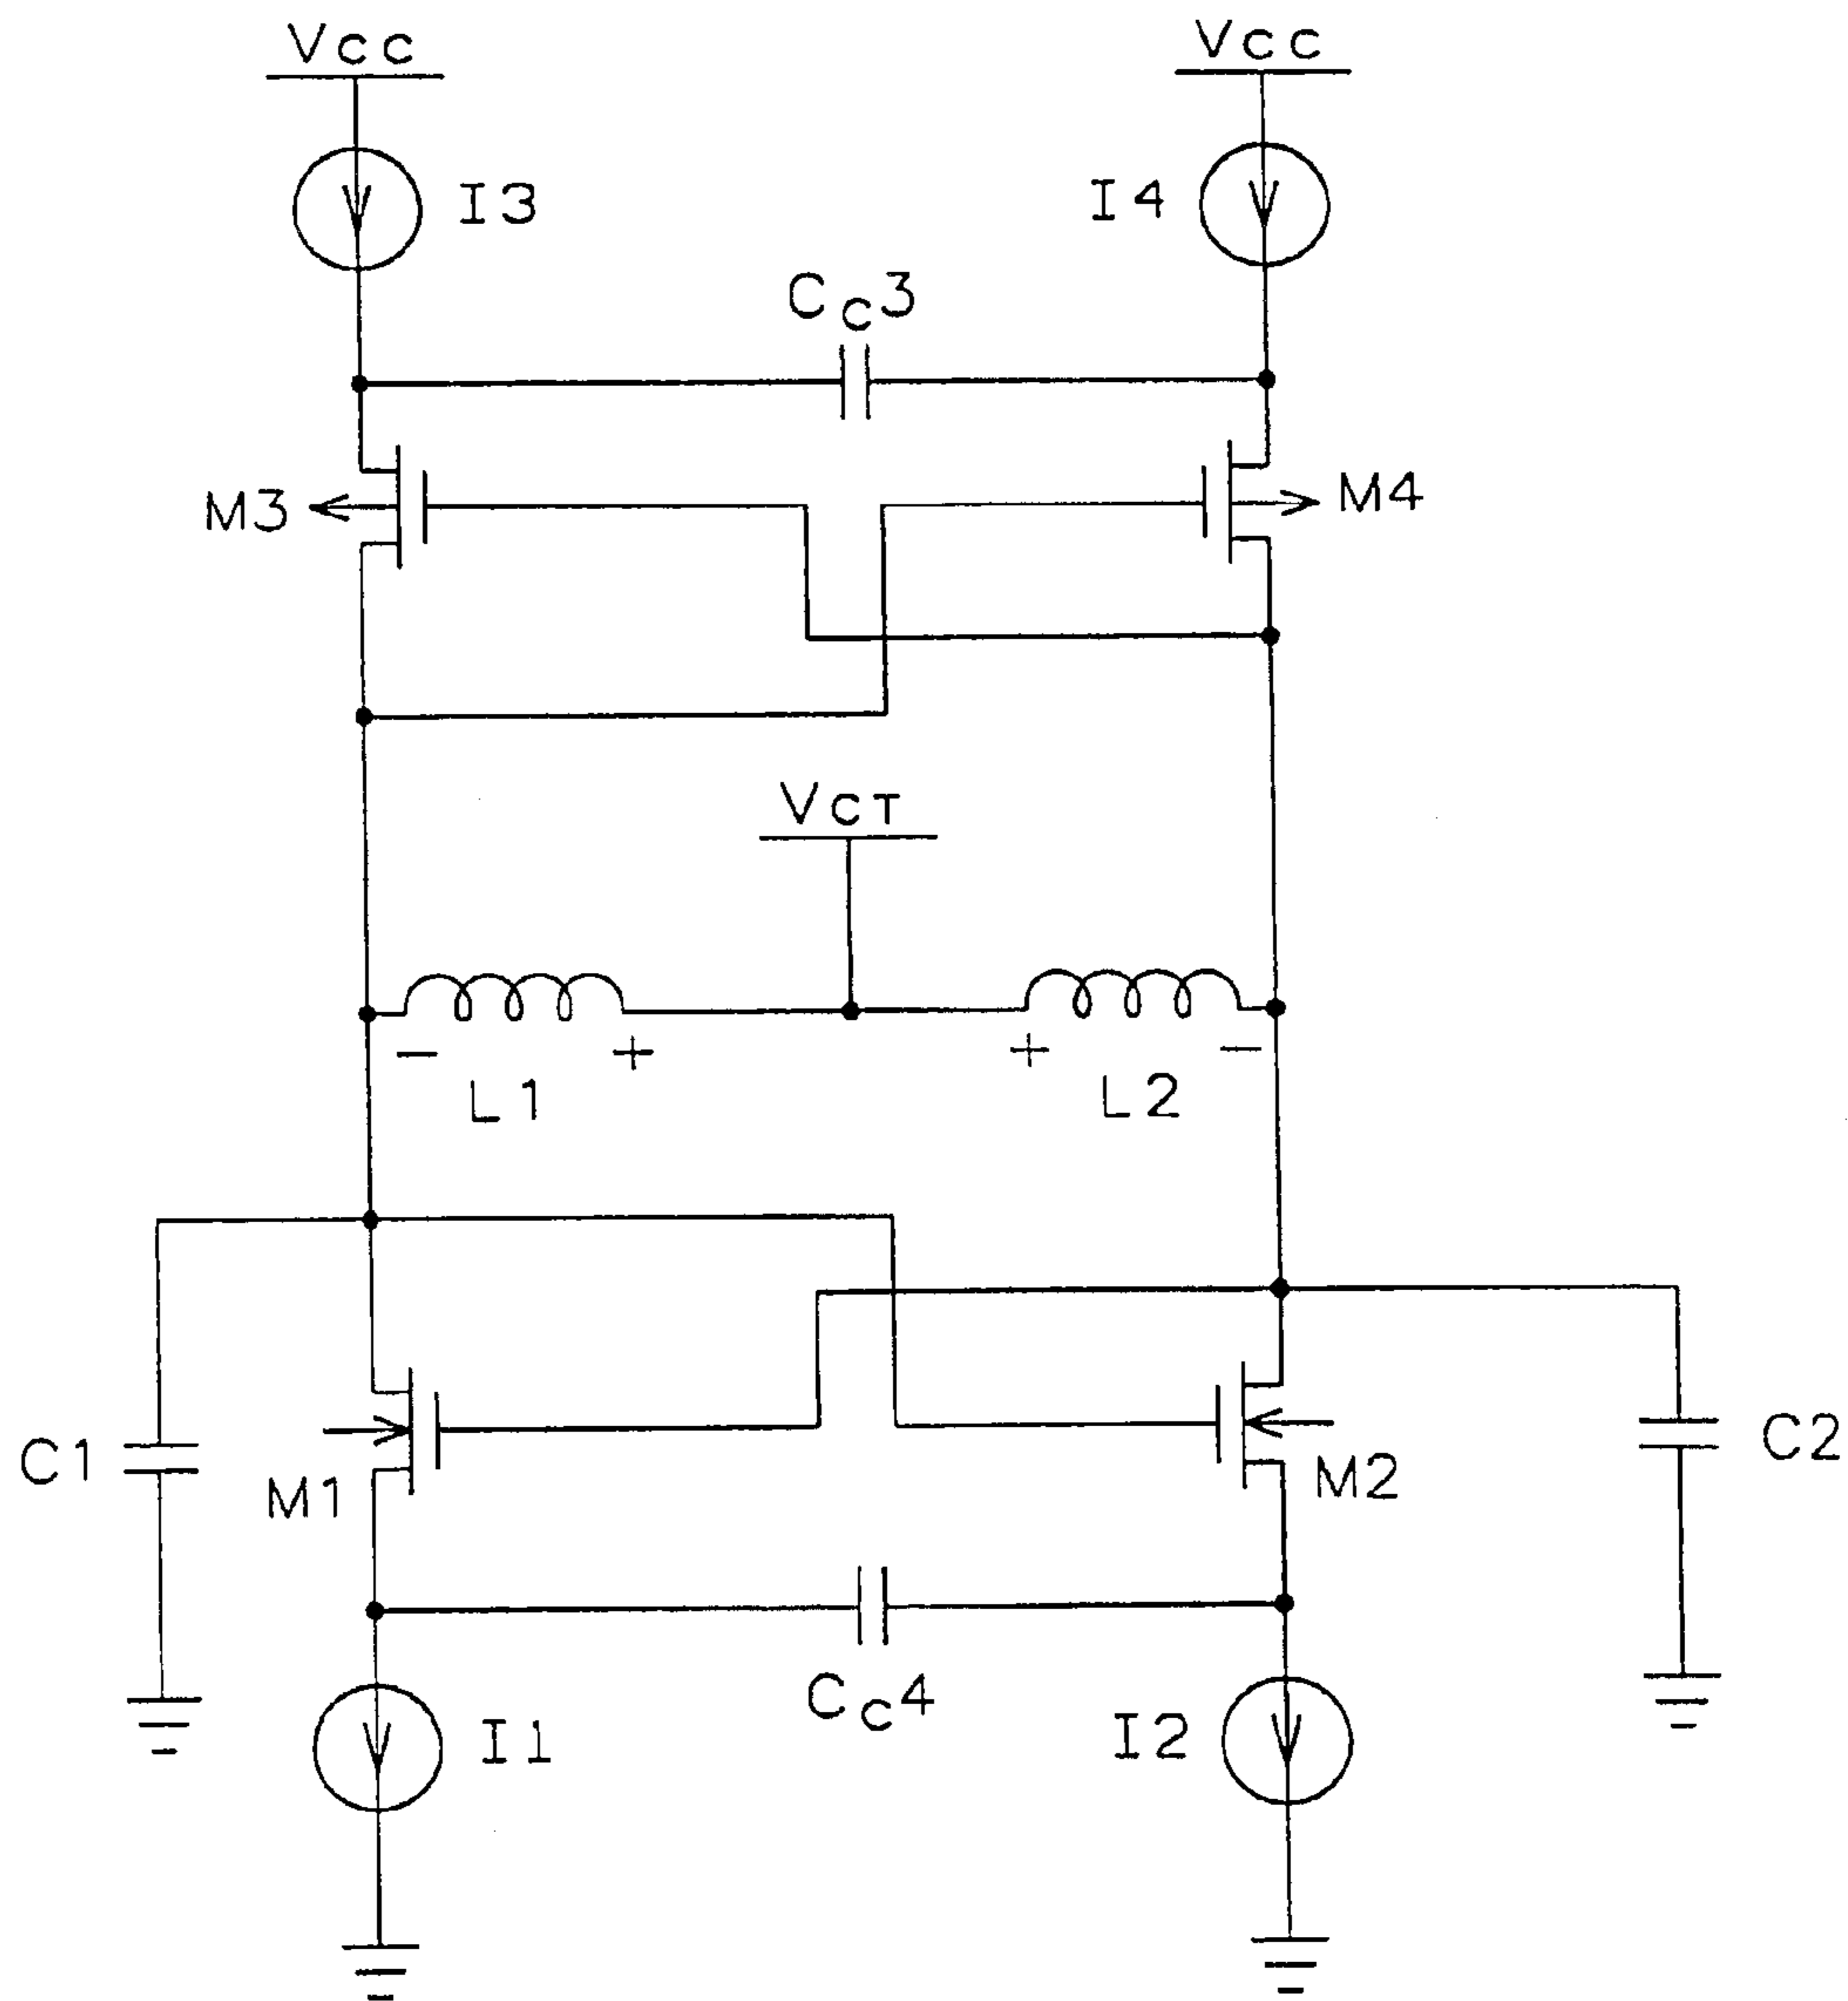 Vcc Vcc
I3 I4
Cc3
M3 M4
VCT
- + + -
L1 L2
C1 C2
M1 M2
Cc4
I1 I2